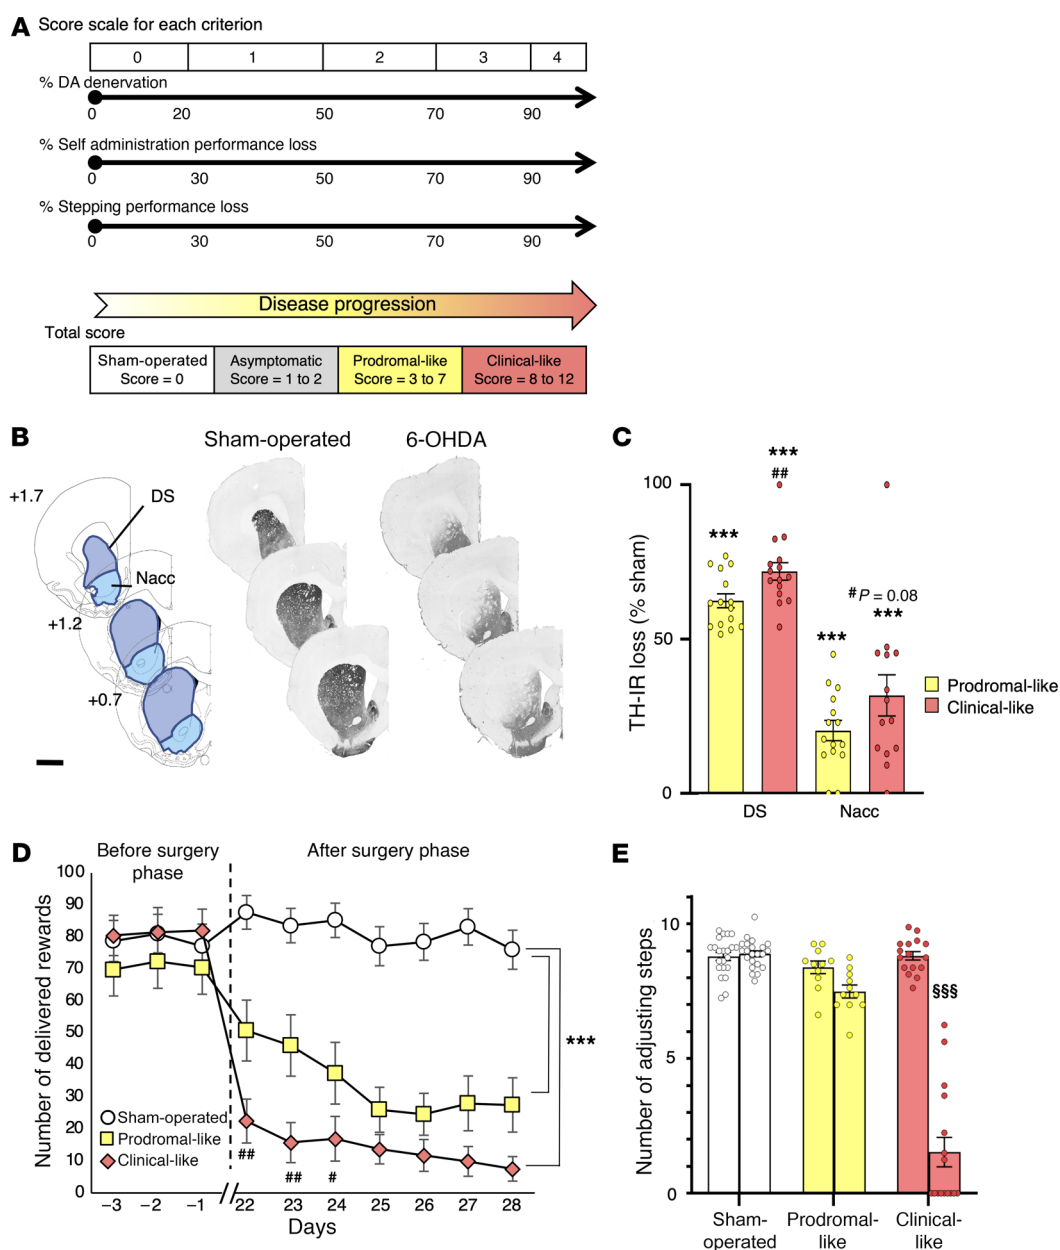 A Score scale for each criterion
0 1 2 3 4
% DA denervation
0 20 50 70 90
% Self administration performance loss
0 30 50 70 90
% Stepping performance loss
0 30 50 70 90
Disease progression
Total score
Sham-operated
Score = 0
Asymptomatic
Score = 1 to 2
Prodromal-like
Score = 3 to 7
Clinical-like
Score = 8 to 12
B
Sham-operated 6-OHDA
+1.7
DS
Nacc
+1.2
+0.7
C
TH-IR loss (% sham)
100
50
0
***
***
##
***
# P = 0.08
***
DS Nacc
Prodromal-like
Clinical-like
D
Before surgery
phase
After surgery phase
Number of delivered rewards
100
90
80
70
60
50
40
30
20
10
0
Sham-operated
Prodromal-like
Clinical-like
## ## #
***
−3 −2 −1 22 23 24 25 26 27 28
Days
E
Number of adjusting steps
10
5
0
§§§
Sham-
operated
Prodromal-
like
Clinical-
like